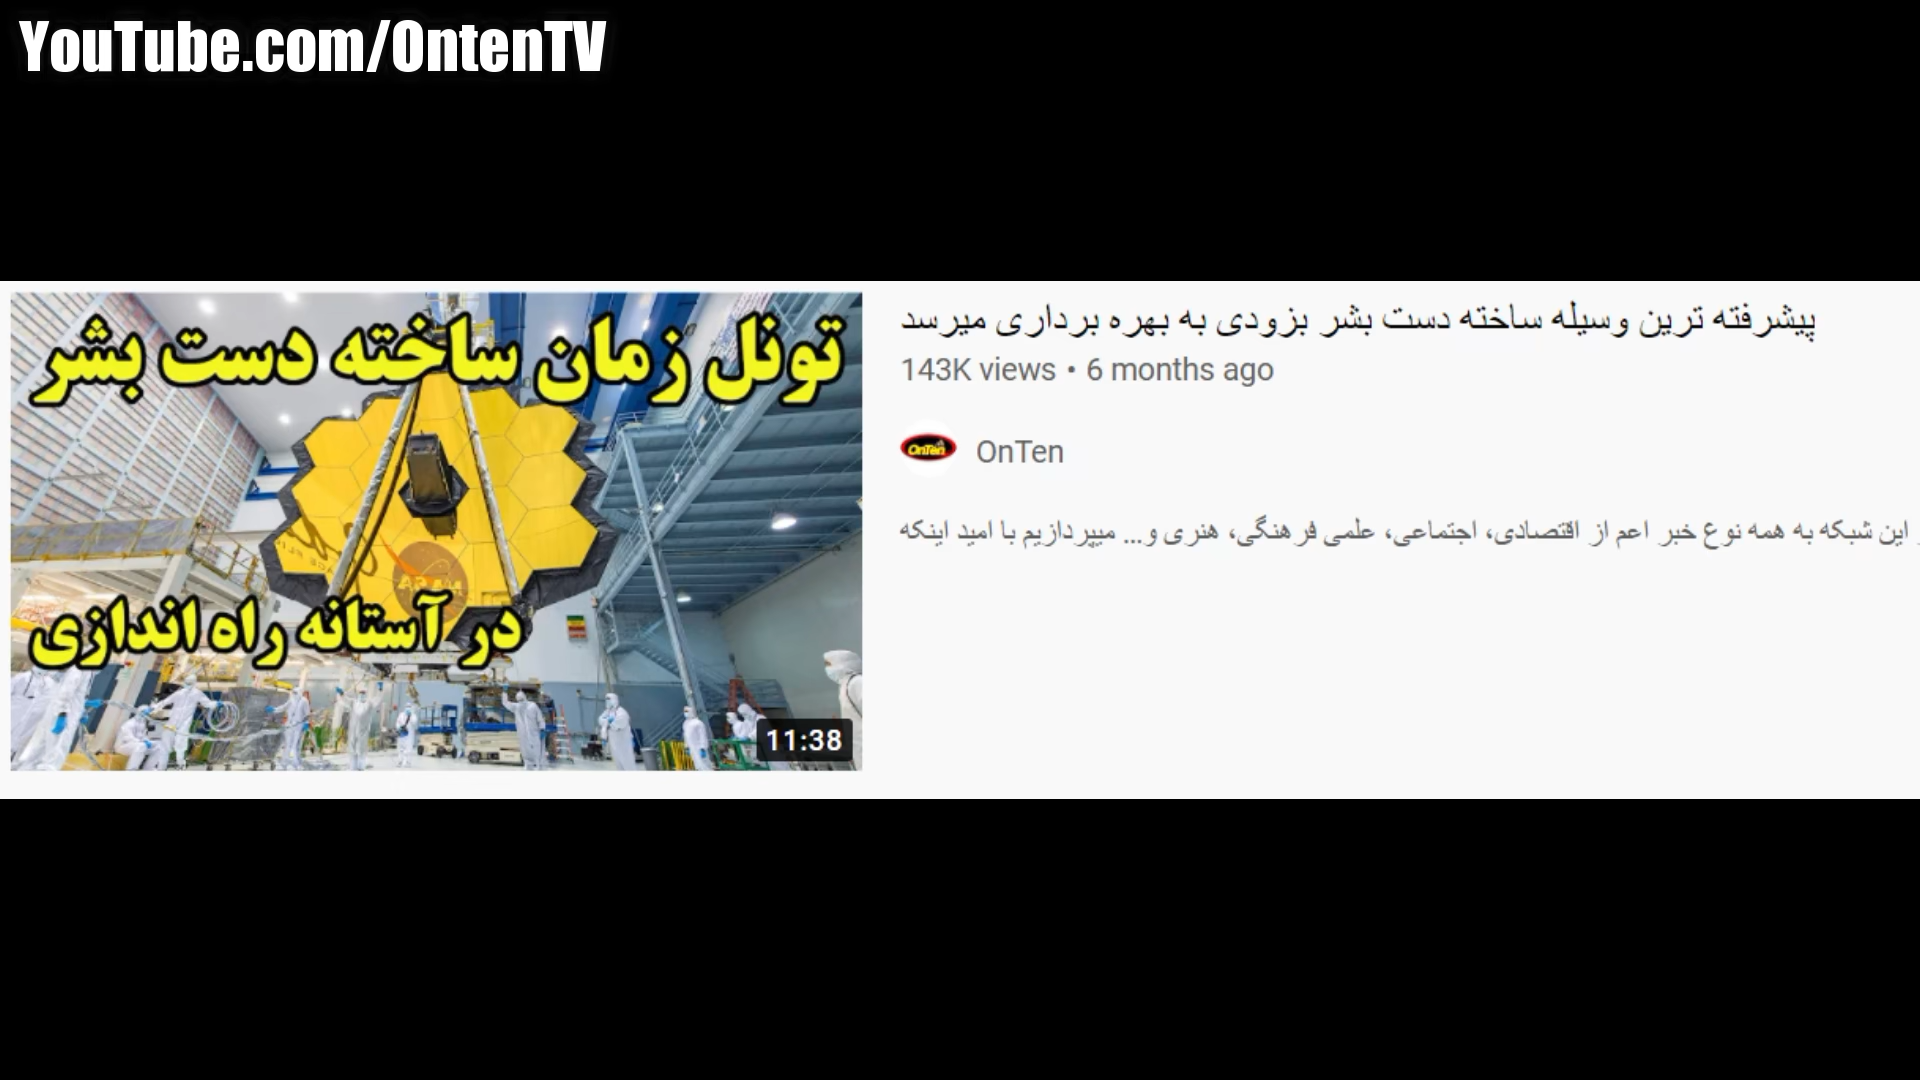 YouTube.com/OntenTV
تونل زمان ساخته دست بشر
در آستانه راه اندازی
11:38
پیشرفته ترین وسیله ساخته دست بشر بزودی به بهره برداری میرسد
143K views • 6 months ago
OnTen
OnTen
این شبکه به همه نوع خبر اعم از اقتصادی، اجتماعی، علمی فرهنگی، هنری و... میپردازیم با امید اینکه